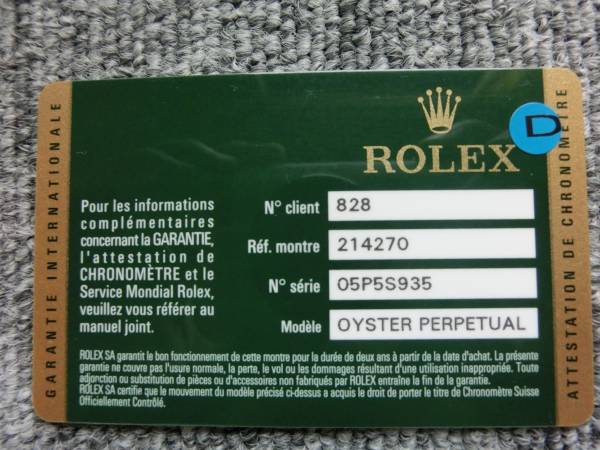 GARANTIE INTERNATIONALE
D
ROLEX
ATTESTATION DE CHRONOMÈTRE
Pour les informations
complémentaires
concernant la GARANTIE,
l'attestation de
CHRONOMÈTRE et le
Service Mondial Rolex,
veuillez vous référer au
manuel joint.
N° client 828
Réf. montre 214270
N° série 05P5S935
Modèle OYSTER PERPETUAL
ROLEX SA garantit le bon fonctionnement de cette montre pour la durée de deux ans à partir de la date d'achat. La présente
garantie ne couvre pas l'usure normale, la perte, le vol ou les dommages résultant d'une utilisation inappropriée. Toute
adjonction ou substitution de pièces ou d'accessoires non fabriqués par ROLEX entraîne la fin de la garantie.
ROLEX SA certifie que le mouvement du modèle précisé ci-dessus a acquis le droit de porter le titre de Chronomètre Suisse
Officiellement Contrôlé.